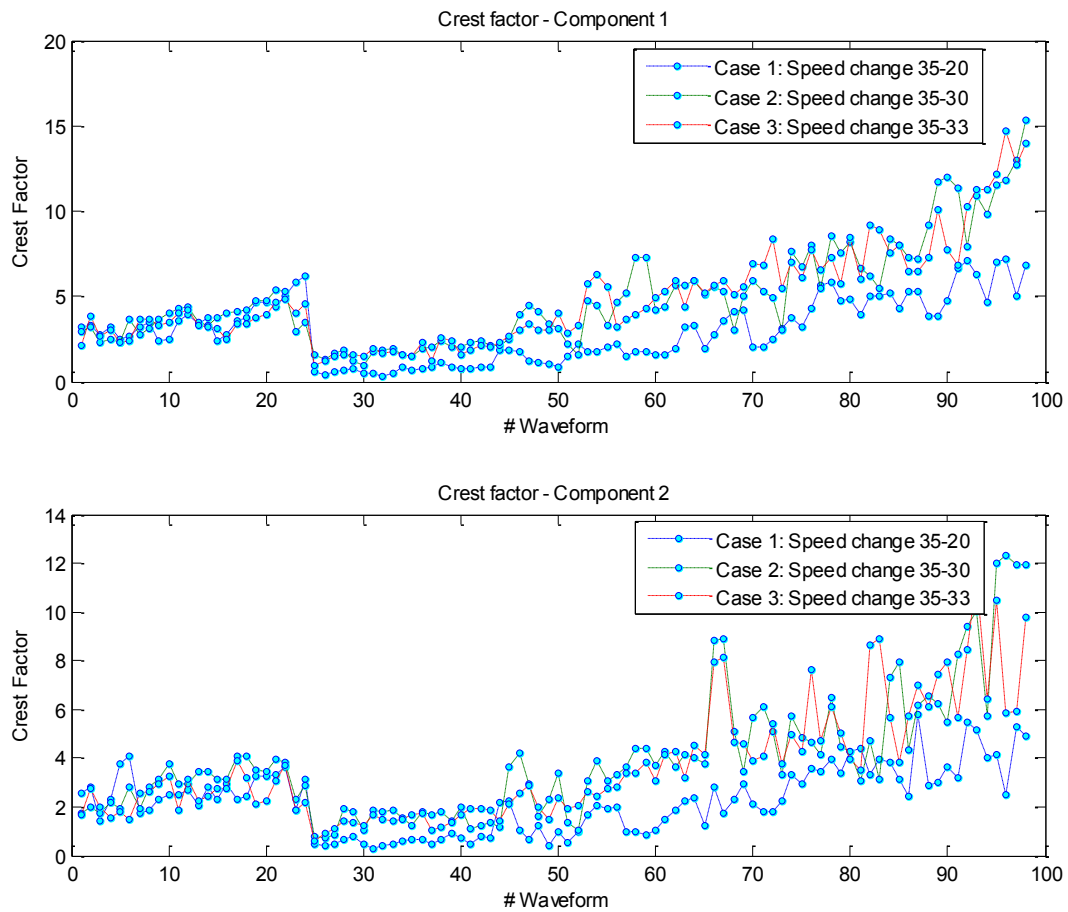 Crest factor - Component 1
20
15
10
5
0
Crest Factor
Case 1: Speed change 35-20
Case 2: Speed change 35-30
Case 3: Speed change 35-33
0 10 20 30 40 50 60 70 80 90 100
# Waveform
Crest factor - Component 2
14
12
10
8
6
4
2
0
Crest Factor
Case 1: Speed change 35-20
Case 2: Speed change 35-30
Case 3: Speed change 35-33
0 10 20 30 40 50 60 70 80 90 100
# Waveform